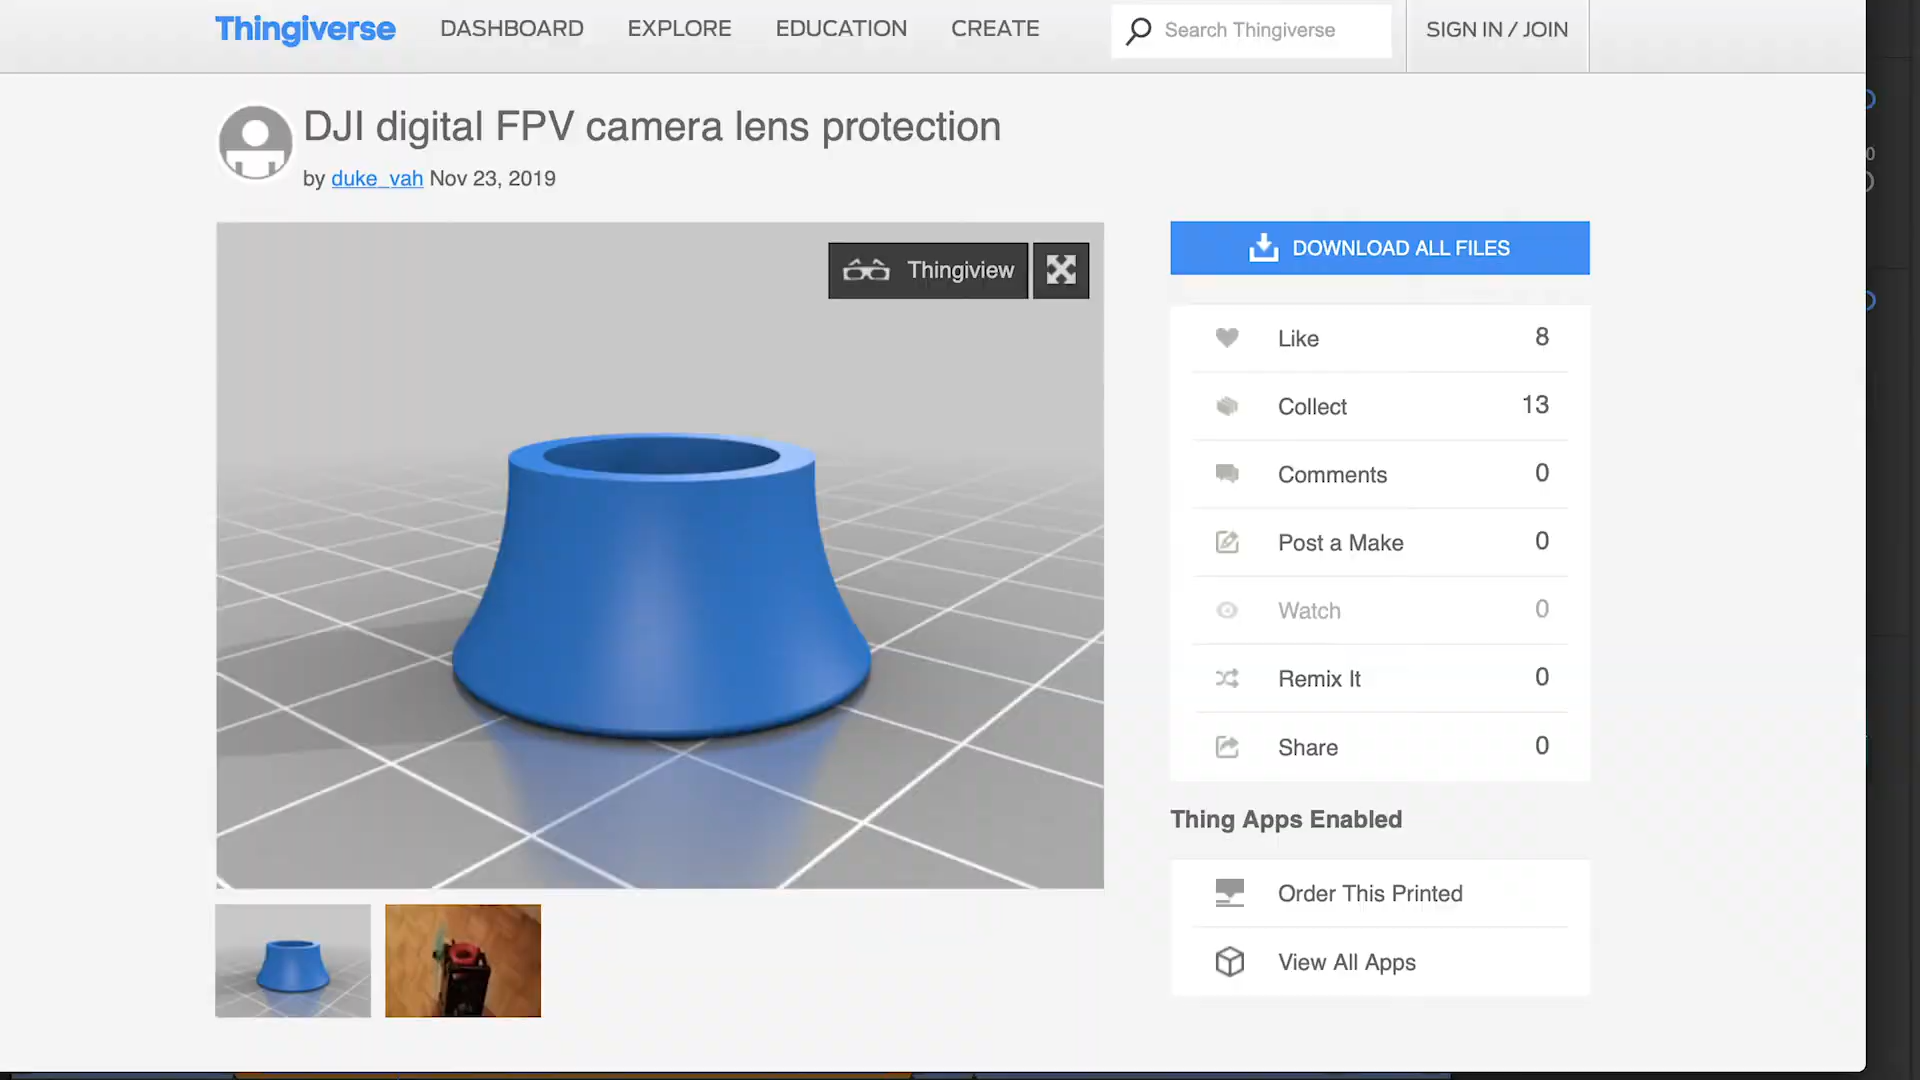 Thingiverse
DASHBOARD
EXPLORE
EDUCATION
CREATE
Search Thingiverse
SIGN IN / JOIN
DJI digital FPV camera lens protection
by duke_vah Nov 23, 2019
Thingiview
DOWNLOAD ALL FILES
Like 8
Collect 13
Comments 0
Post a Make 0
Watch 0
Remix It 0
Share 0
Thing Apps Enabled
Order This Printed
View All Apps